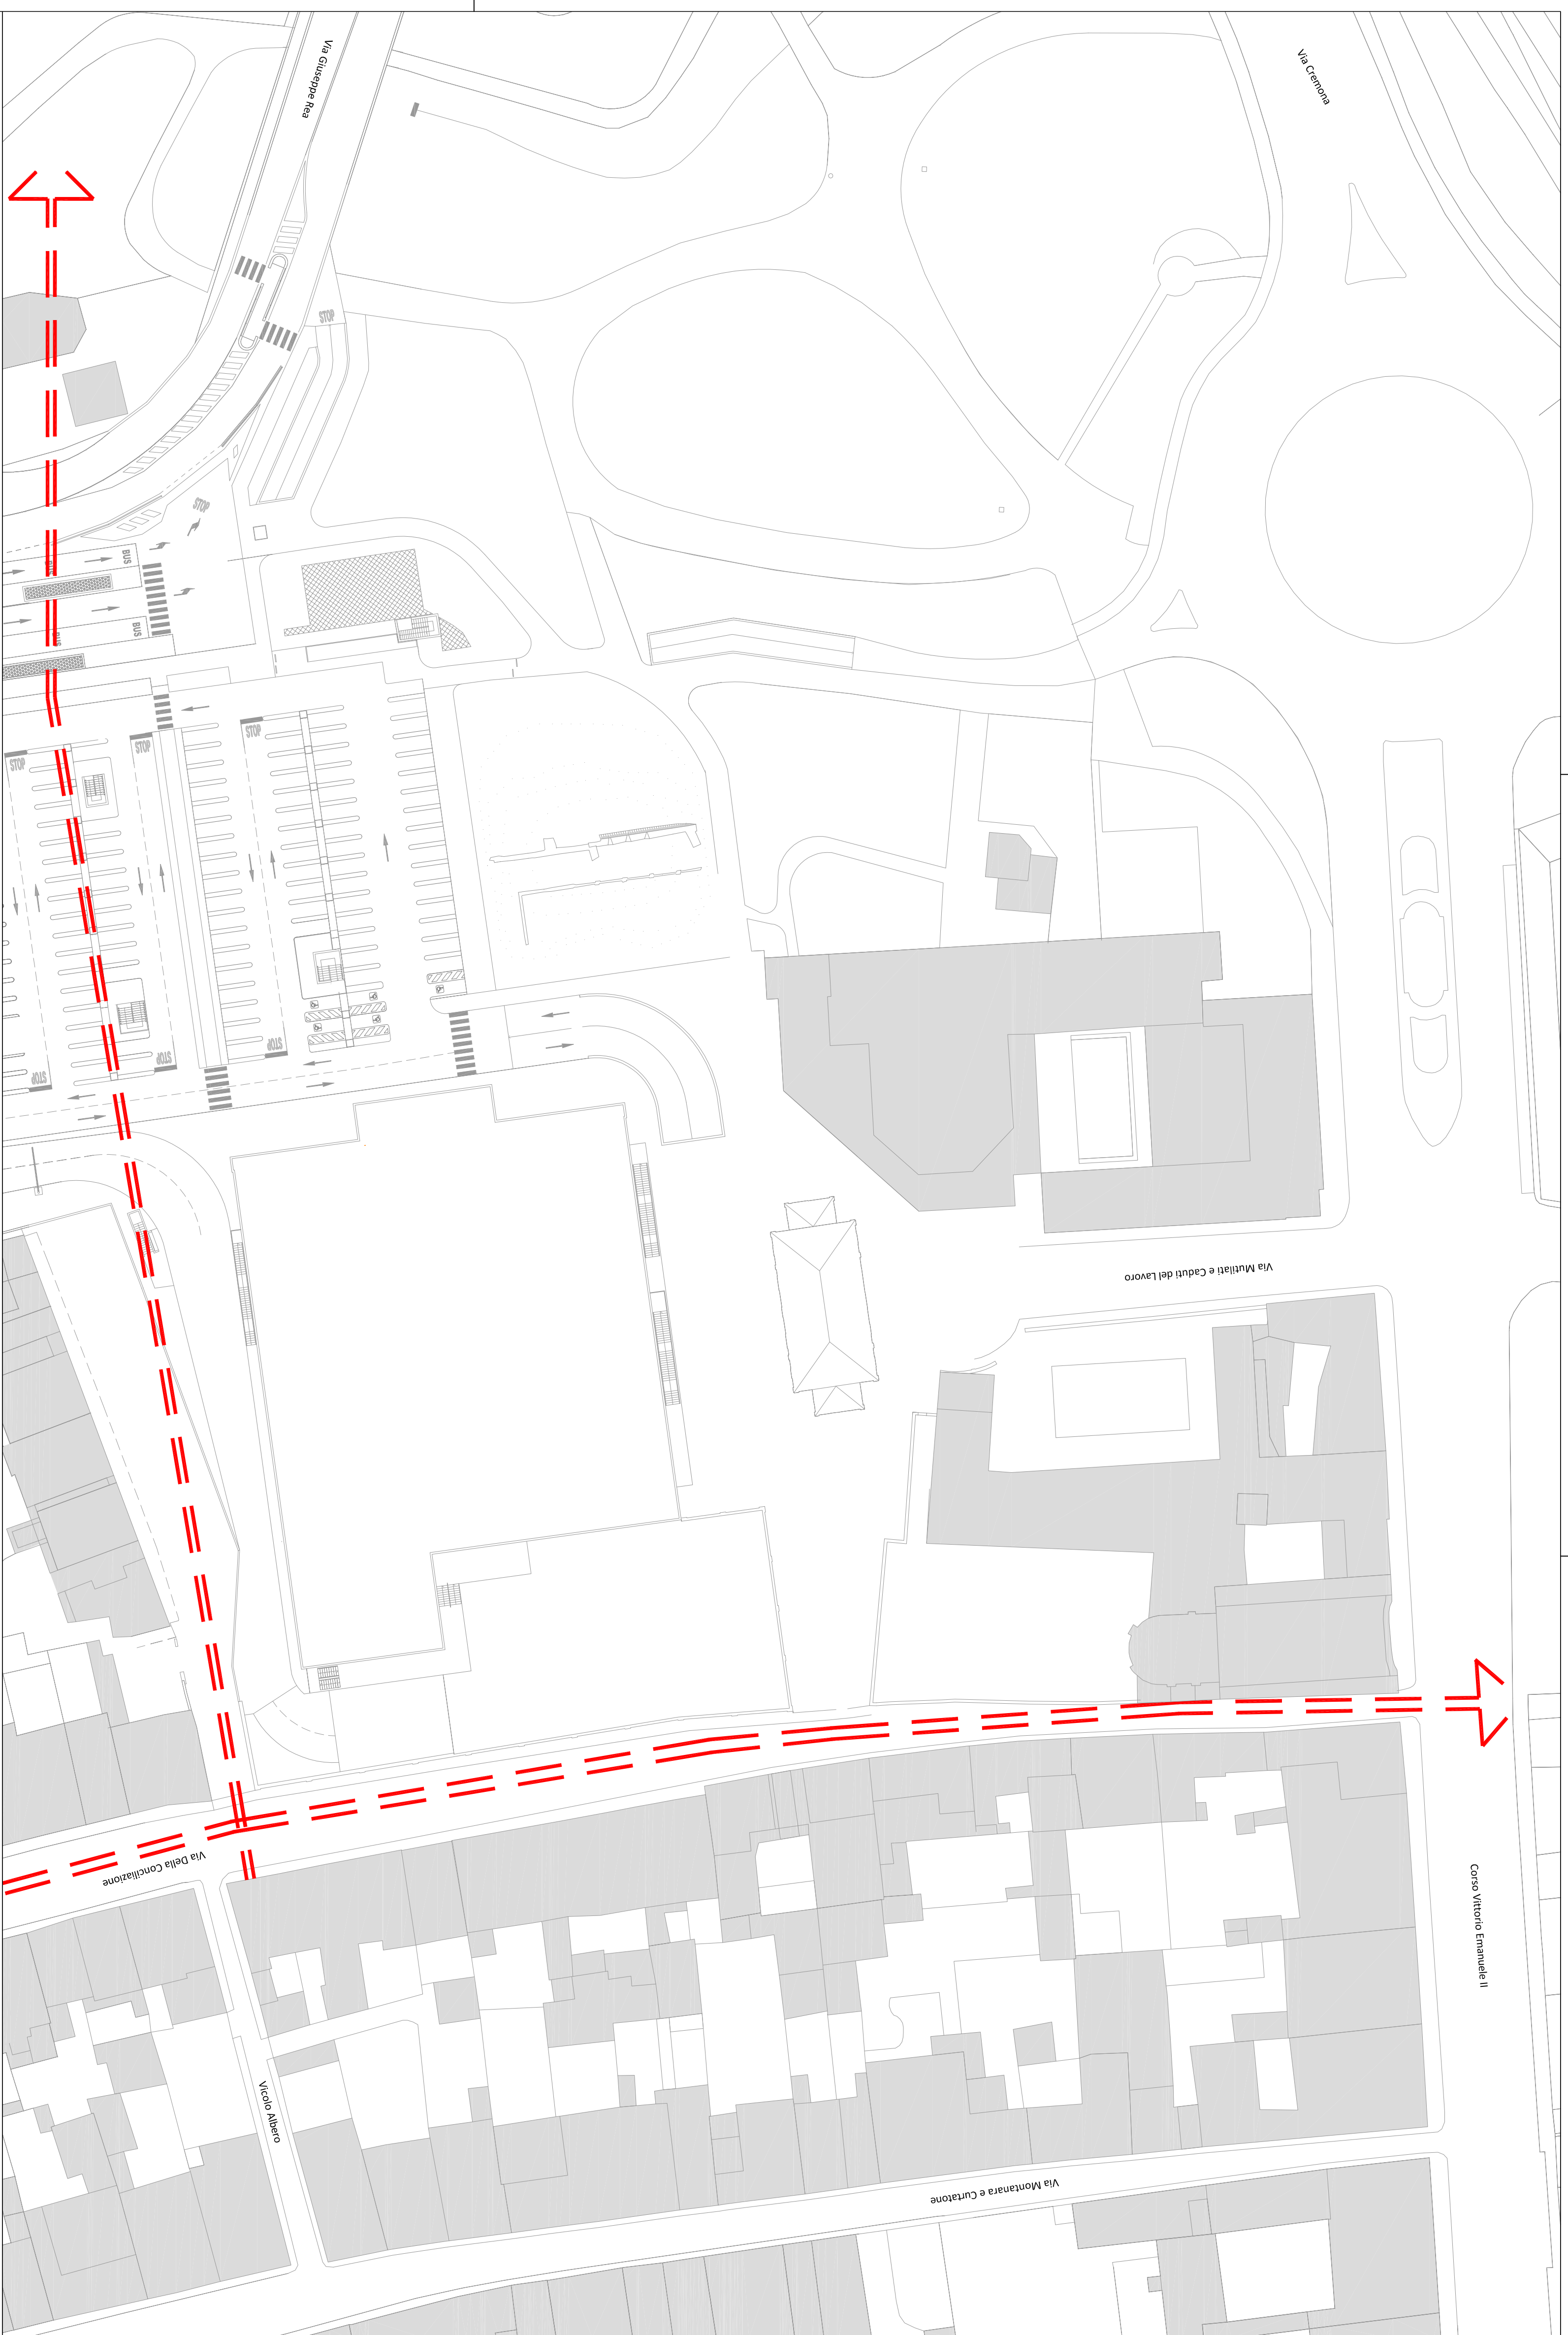 Via Giuseppe Rea
Via Cremona
STOP
STOP
BUS
BUS
BUS
BUS
STOP
STOP
STOP
STOP
STOP
STOP
Via Mutilati e Caduti del Lavoro
Via Della Conciliazione
Corso Vittorio Emanuele II
Vicolo Albero
Via Montanara e Curtatone